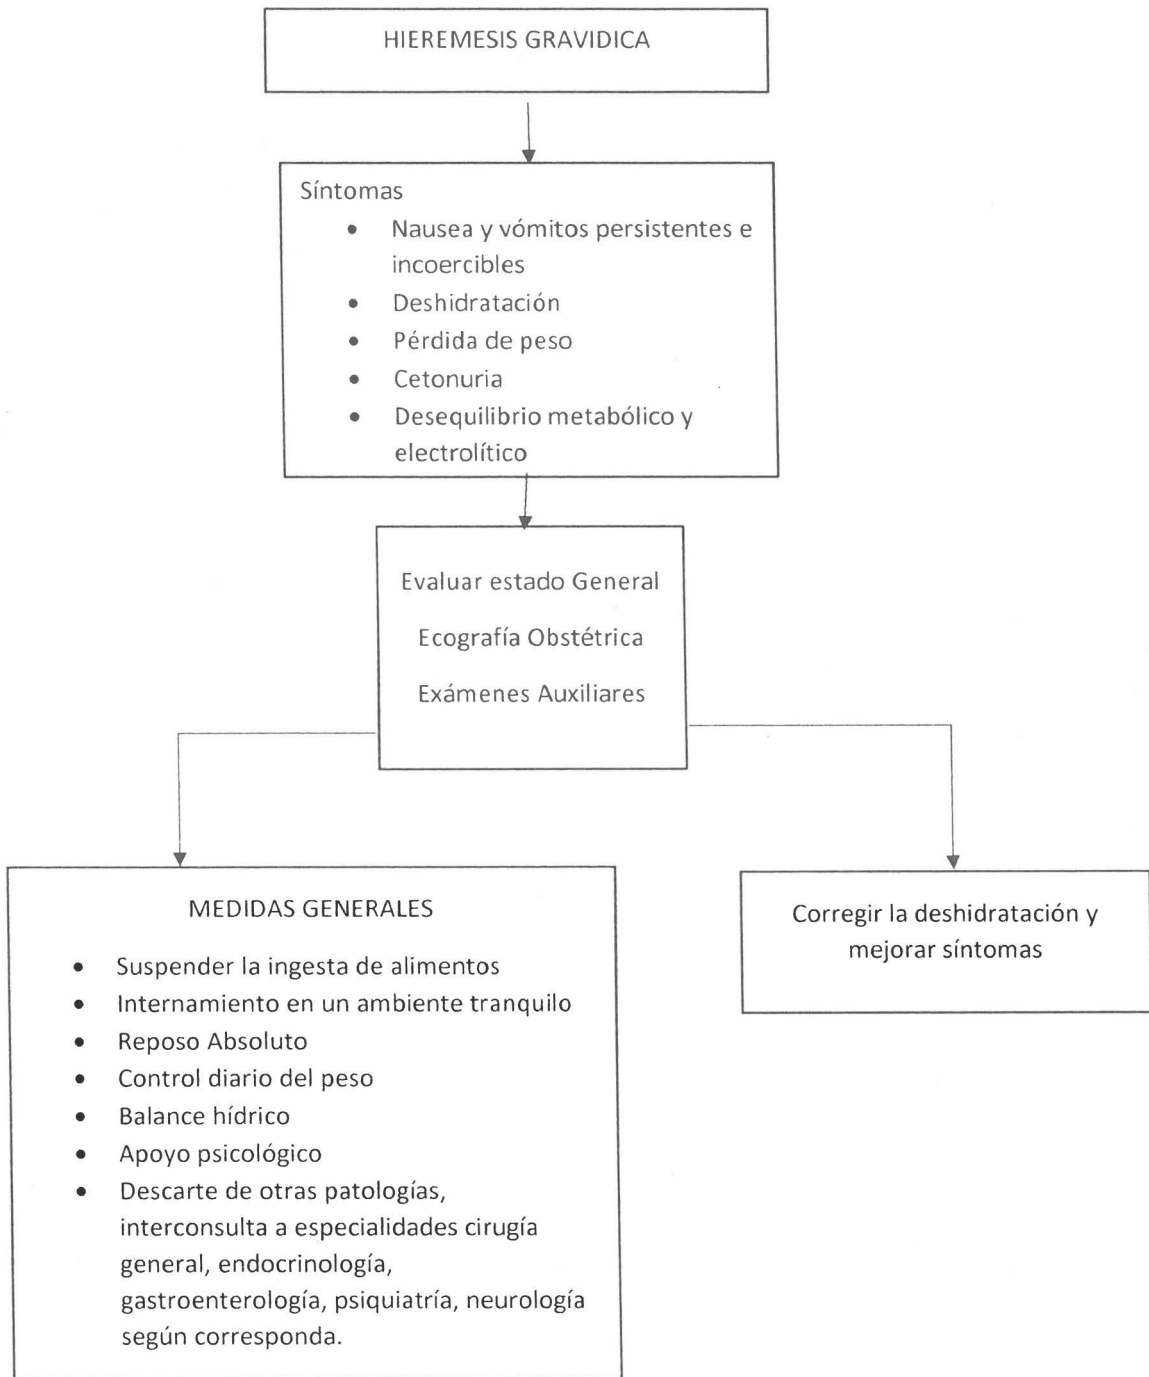 HIEREMESIS GRAVIDICA
Síntomas
• Nausea y vómitos persistentes e
incoercibles
• Deshidratación
• Pérdida de peso
• Cetonuria
• Desequilibrio metabólico y
electrolítico
Evaluar estado General
Ecografía Obstétrica
Exámenes Auxiliares
MEDIDAS GENERALES
• Suspender la ingesta de alimentos
• Internamiento en un ambiente tranquilo
• Reposo Absoluto
• Control diario del peso
• Balance hídrico
• Apoyo psicológico
• Descarte de otras patologías,
interconsulta a especialidades cirugía
general, endocrinología,
gastroenterología, psiquiatría, neurología
según corresponda.
Corregir la deshidratación y
mejorar síntomas